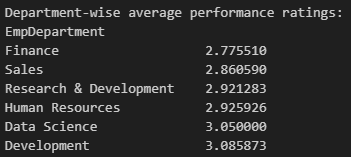 Department-wise average performance ratings:
EmpDepartment
Finance 2.775510
Sales 2.860590
Research & Development 2.921283
Human Resources 2.925926
Data Science 3.050000
Development 3.085873